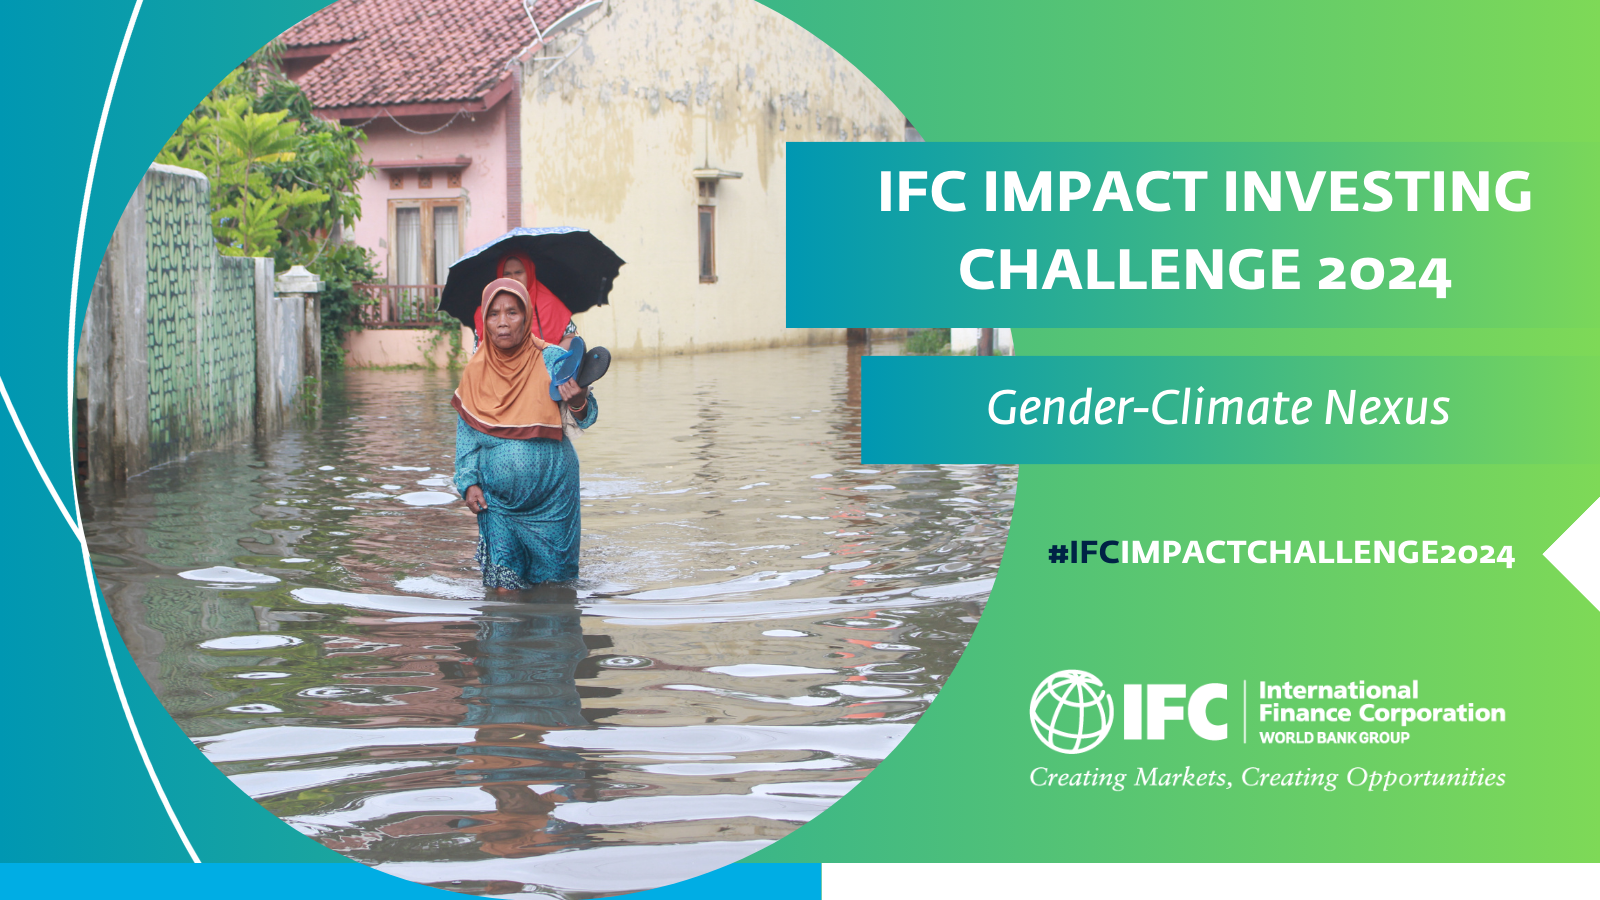 IFC IMPACT INVESTING
CHALLENGE 2024
Gender-Climate Nexus
#IFCIMPACTCHALLENGE2024
IFC
International
Finance Corporation
WORLD BANK GROUP
Creating Markets, Creating Opportunities